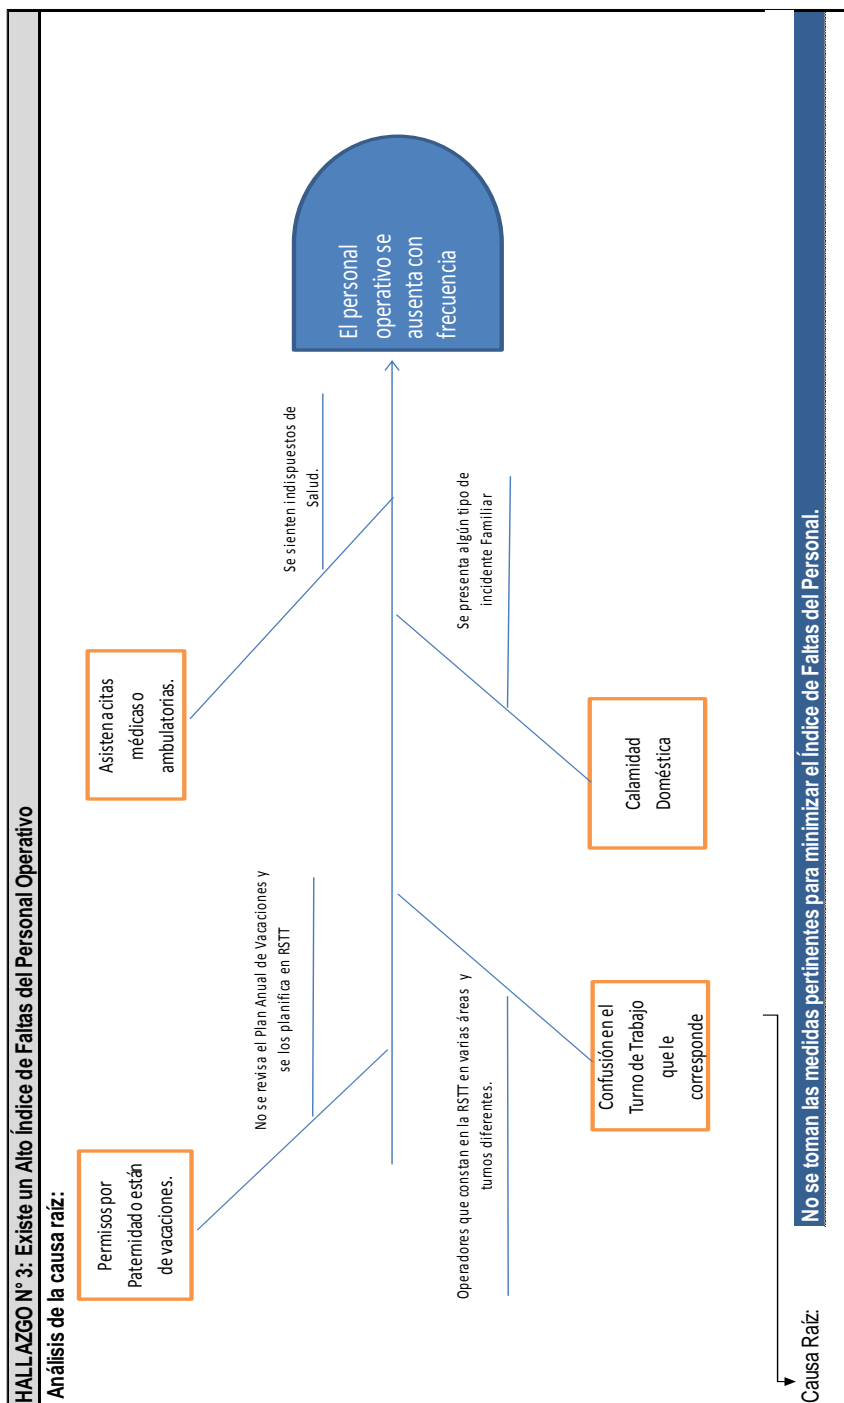 HALLAZGO N° 3: Existe un Alto Índice de Faltas del Personal Operativo
Análisis de la causa raíz:
Permisos por
Paternidad o están
de vacaciones.
Asisten a citas
médicas o
ambulatorias.
No se revisa el Plan Anual de Vacaciones y
se los planifica en RSTT
Se sienten indispuestos de
Salud.
El personal
operativo se
ausenta con
frecuencia
Operadores que constan en la RSTT en varias áreas y
turnos diferentes.
Se presenta algún tipo de
incidente Familiar
Confusión en el
Turno de Trabajo
que le
corresponde
Calamidad
Doméstica
Causa Raíz:
No se toman las medidas pertinentes para minimizar el Índice de Faltas del Personal.